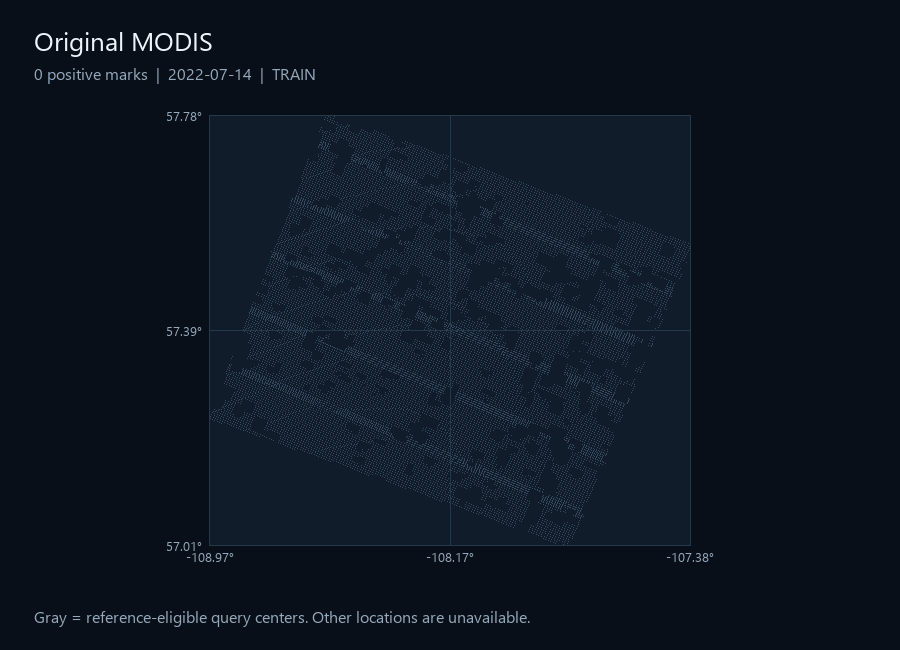 Original MODIS
0 positive marks | 2022-07-14 | TRAIN
57.78°
57.39°
57.01°
-108.97°
-108.17°
-107.38°
Gray = reference-eligible query centers. Other locations are unavailable.